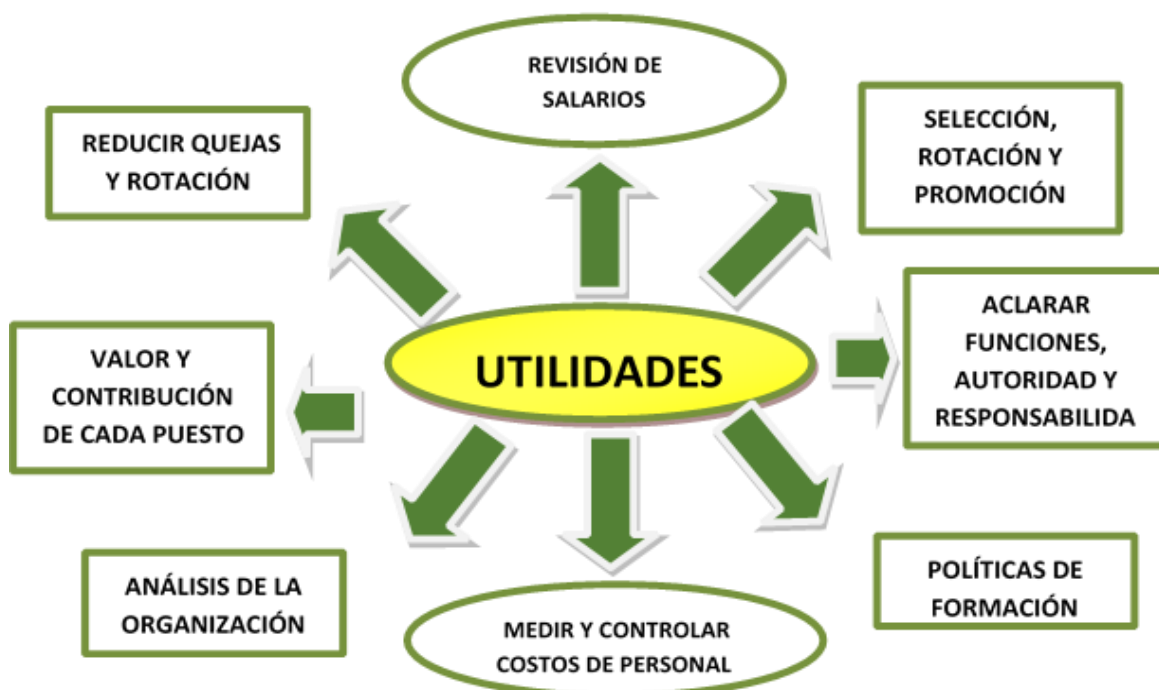 REVISIÓN DE
SALARIOS
REDUCIR QUEJAS
Y ROTACIÓN
SELECCIÓN,
ROTACIÓN Y
PROMOCIÓN
VALOR Y
CONTRIBUCIÓN
DE CADA PUESTO
UTILIDADES
ACLARAR
FUNCIONES,
AUTORIDAD Y
RESPONSABILIDA
ANÁLISIS DE LA
ORGANIZACIÓN
MEDIR Y CONTROLAR
COSTOS DE PERSONAL
POLÍTICAS DE
FORMACIÓN